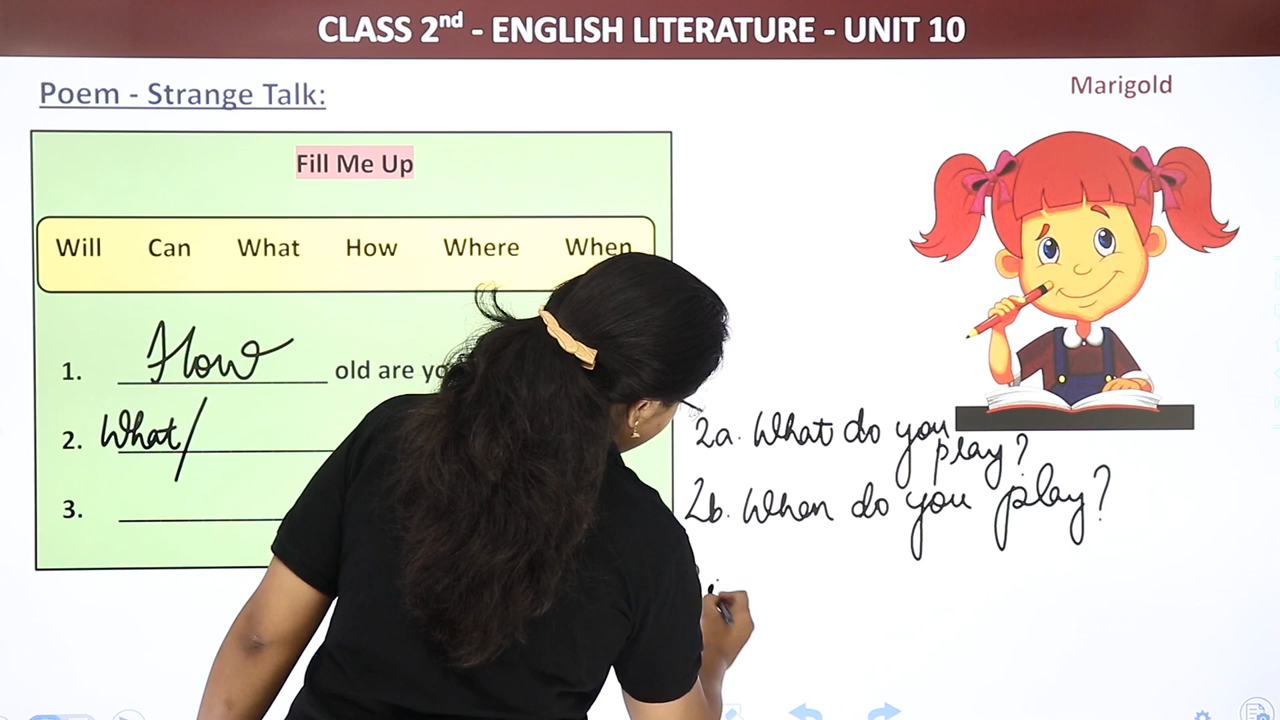 CLASS 2nd - ENGLISH LITERATURE - UNIT 10
Poem - Strange Talk:
Marigold
Fill Me Up
Will Can What How Where When
1. How old are yo
2. What/
3.
2a. What do you
play?
2b. When do you play?